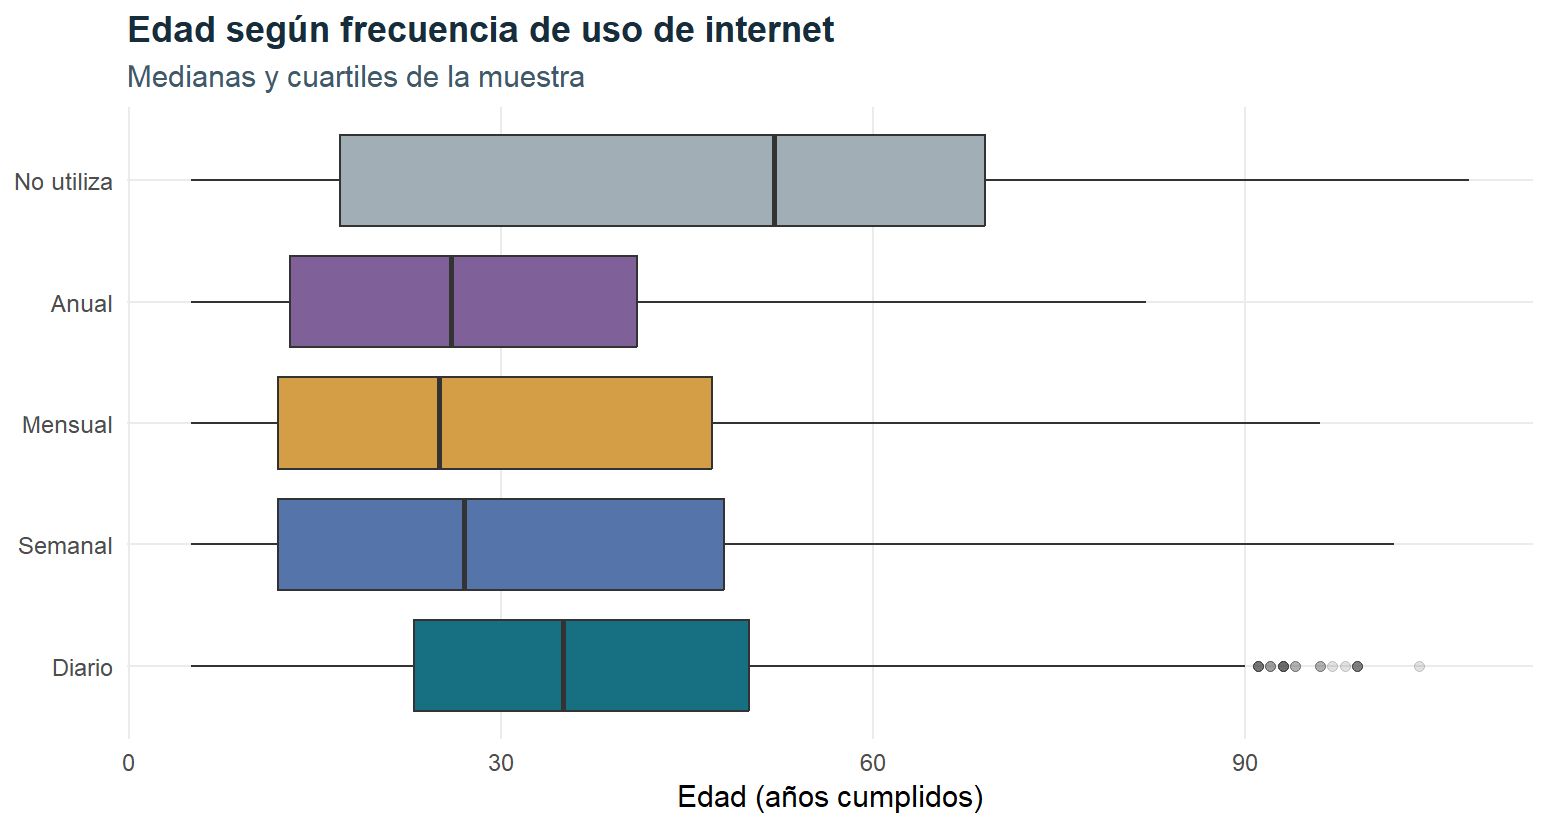 Edad según frecuencia de uso de internet
Medianas y cuartiles de la muestra
No utiliza
Anual
Mensual
Semanal
Diario
0 30 60 90
Edad (años cumplidos)